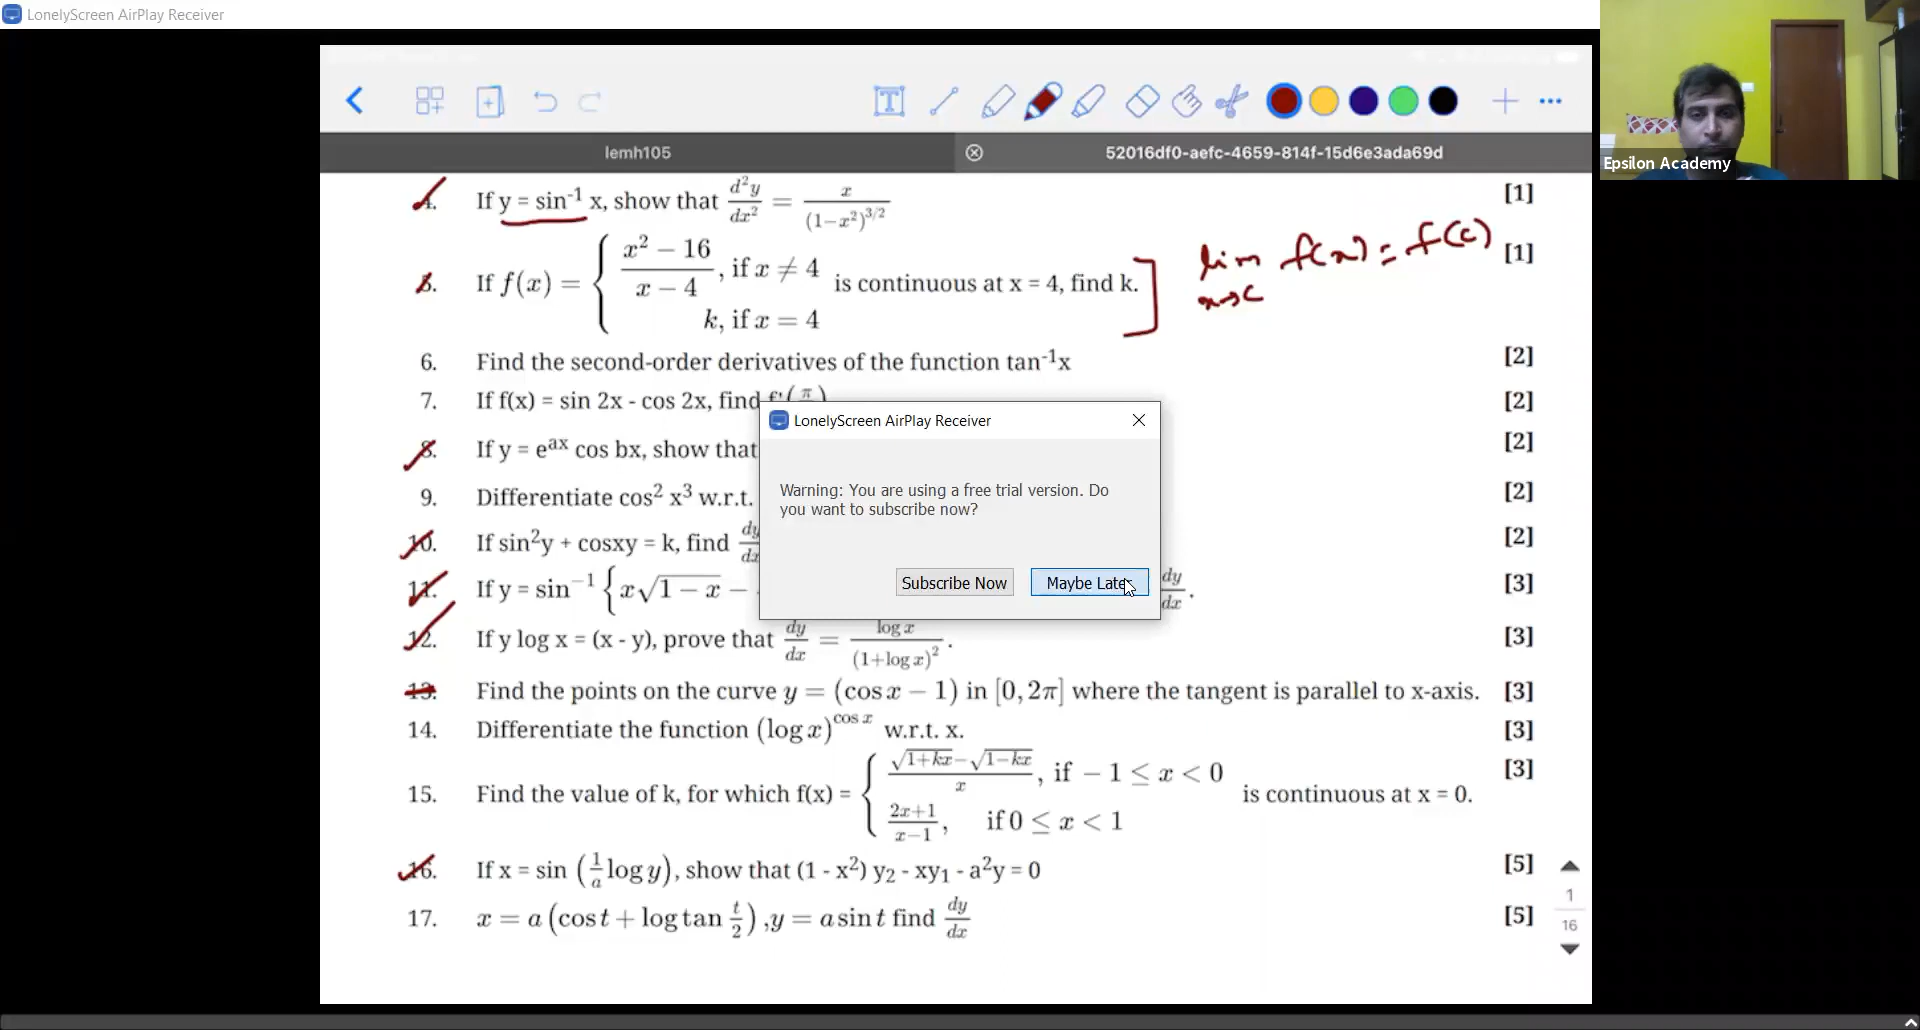 LonelyScreen AirPlay Receiver
T
lemh105
52016df0-aefc-4659-814f-15d6e3ada69d
Epsilon Academy
4. If y = sin⁻¹ x, show that d²y/dx² = x/(1−x²)^3/2 [1]
5. If f(x) = { x² − 16 / x − 4, if x ≠ 4
k, if x = 4
is continuous at x = 4, find k. [1]
lim x→c f(x) = f(c)
6. Find the second-order derivatives of the function tan⁻¹x [2]
7. If f(x) = sin 2x - cos 2x, find f'(π [2]
8. If y = e^ax cos bx, show that [2]
9. Differentiate cos² x³ w.r.t. [2]
10. If sin²y + cosxy = k, find dy/dx [2]
11. If y = sin⁻¹ {x√1 − x − dy/dx. [3]
12. If y log x = (x - y), prove that dy/dx = log x/(1+log x)². [3]
13. Find the points on the curve y = (cos x − 1) in [0, 2π] where the tangent is parallel to x-axis. [3]
14. Differentiate the function (log x)^cos x w.r.t. x. [3]
15. Find the value of k, for which f(x) = { √1+kx−√1−kx / x, if − 1 ≤ x < 0
2x+1/x−1, if 0 ≤ x < 1
is continuous at x = 0. [3]
16. If x = sin (1/a log y), show that (1 - x²) y₂ - xy₁ - a²y = 0 [5]
17. x = a (cos t + log tan t/2), y = a sin t find dy/dx [5]
1
16
LonelyScreen AirPlay Receiver
Warning: You are using a free trial version. Do
you want to subscribe now?
Subscribe Now
Maybe Later